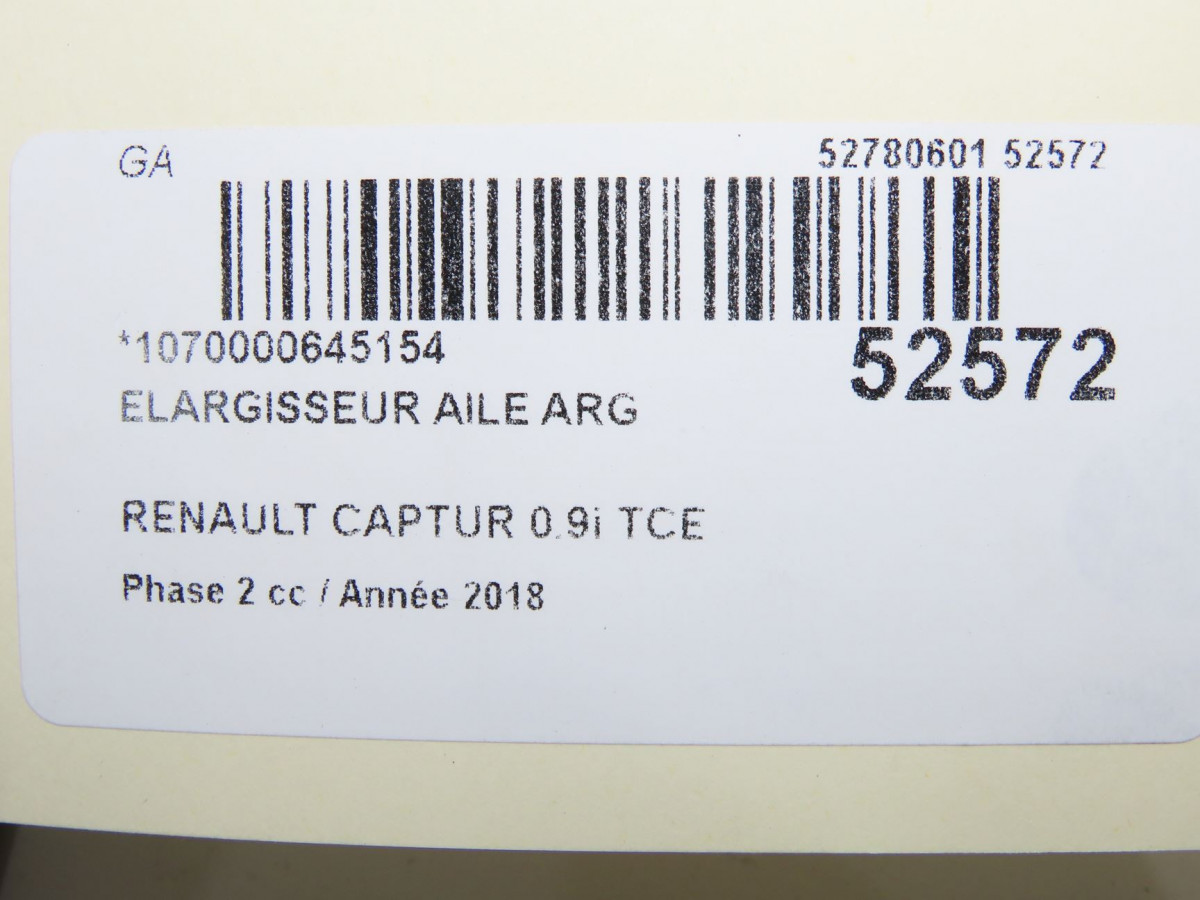 GA
52780601 52572
*1070000645154
52572
ELARGISSEUR AILE ARG
RENAULT CAPTUR 0.9i TCE
Phase 2 cc / Année 2018